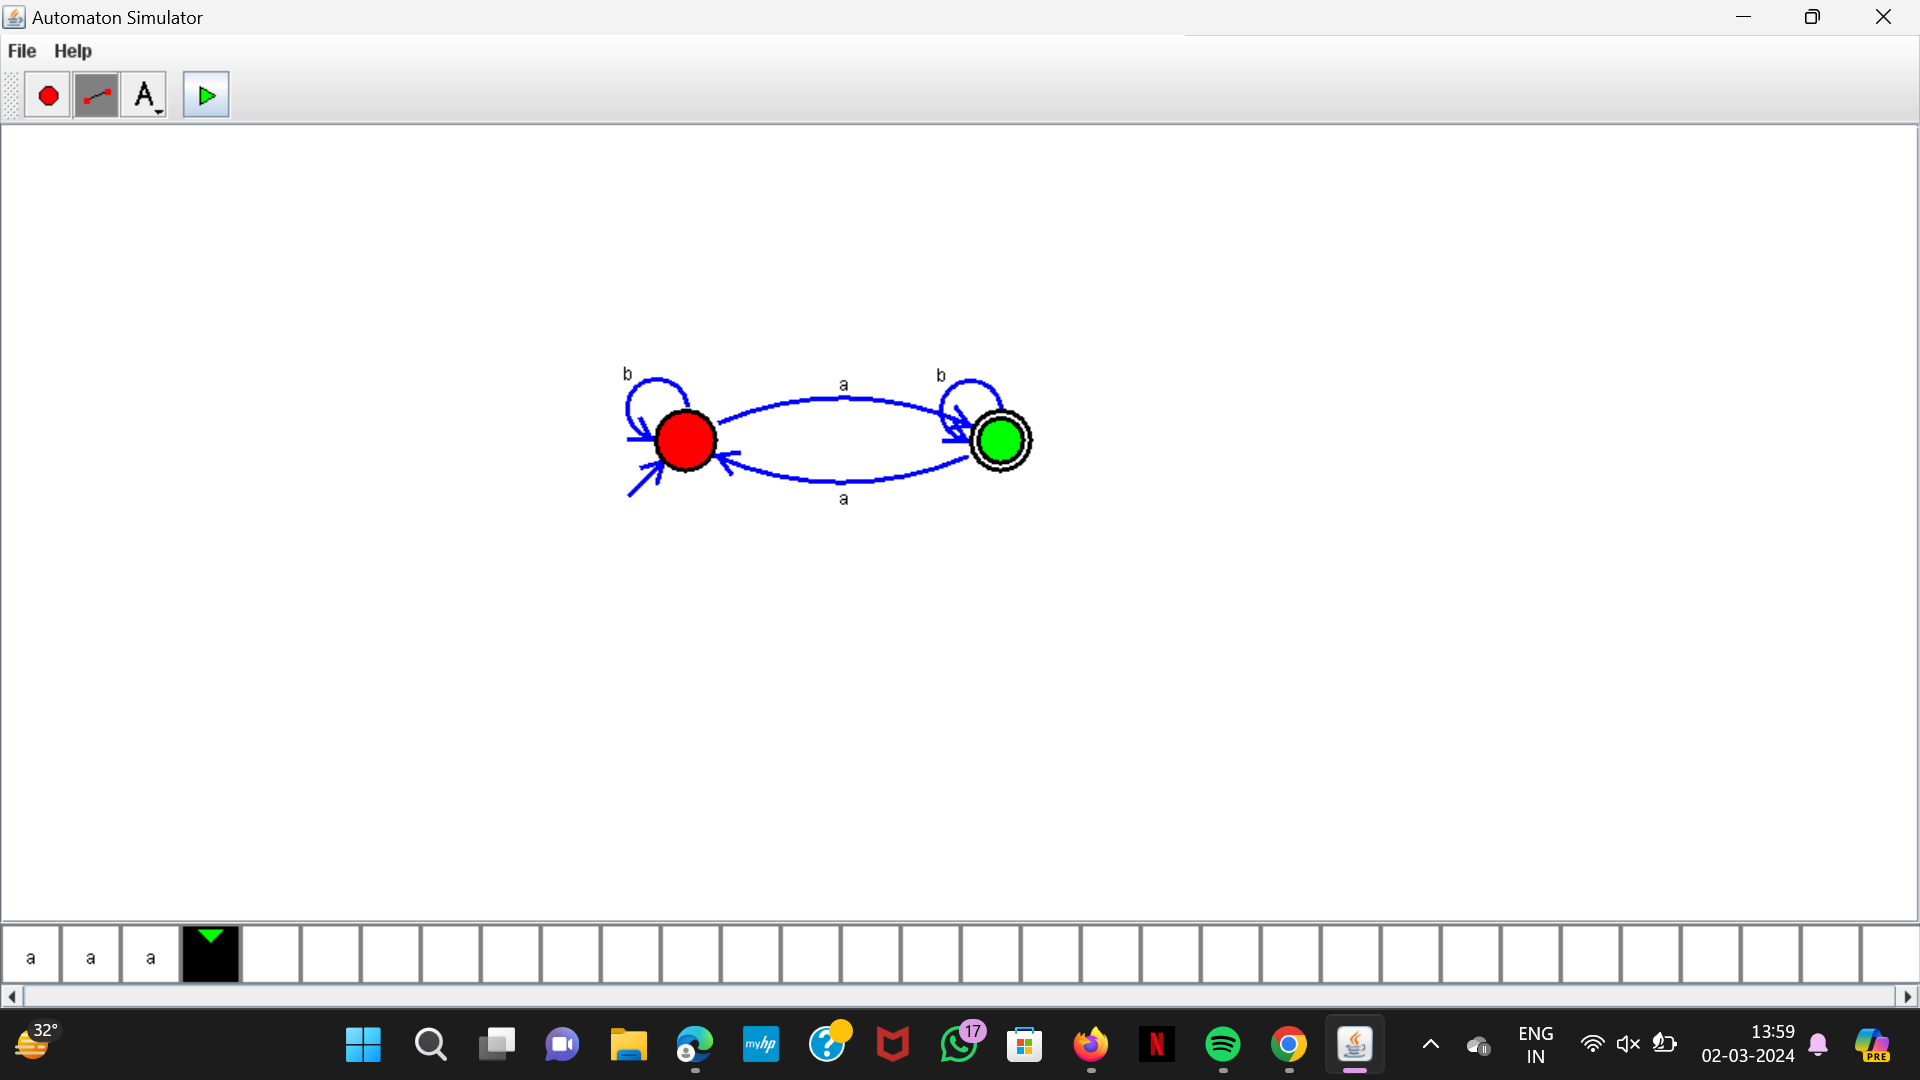 Automaton Simulator
File Help
A
b
a
b
a
a a a
32°
myhp
?
17
N
ENG
IN
13:59
02-03-2024
PRE